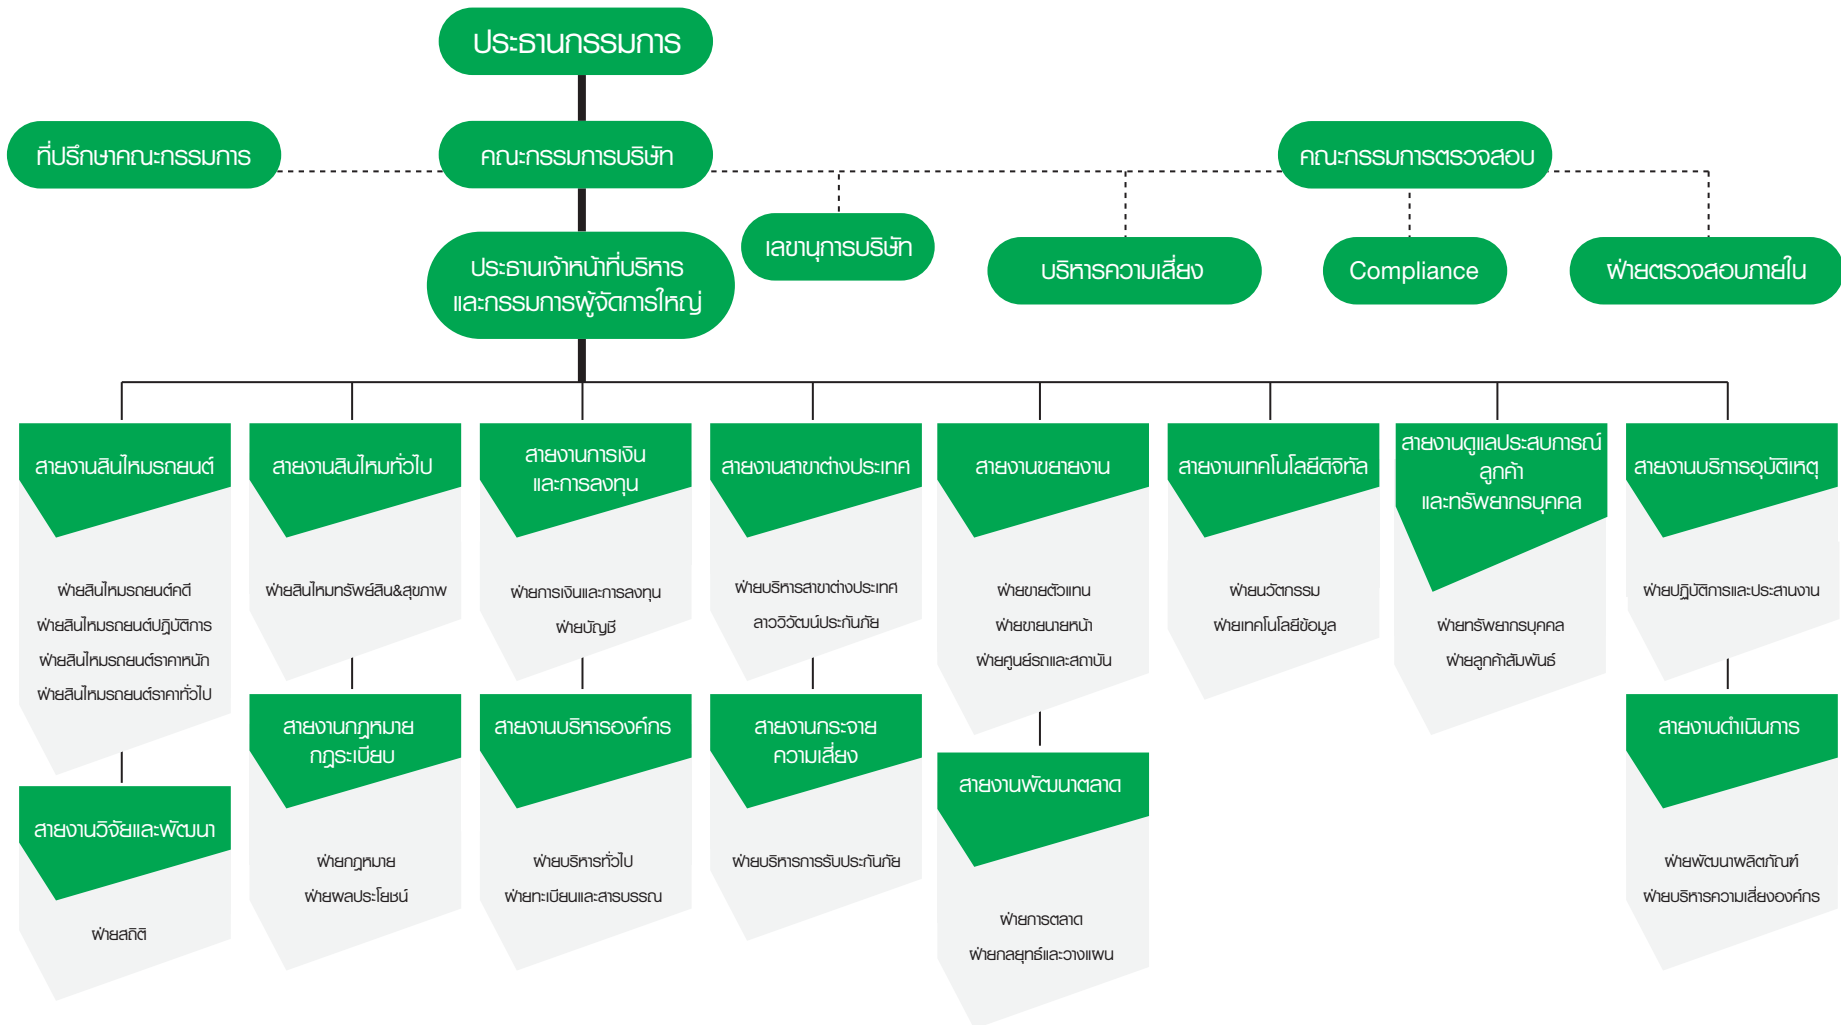 ประธานกรรมการ
ที่ปรึกษาคณะกรรมการ
คณะกรรมการบริษัท
คณะกรรมการตรวจสอบ
เลขานุการบริษัท
บริหารความเสี่ยง
Compliance
ฝ่ายตรวจสอบภายใน
ประธานเจ้าหน้าที่บริหาร
และกรรมการผู้จัดการใหญ่
สายงานสินไหมรถยนต์
ฝ่ายสินไหมรถยนต์คดี
ฝ่ายสินไหมรถยนต์ปฏิบัติการ
ฝ่ายสินไหมรถยนต์ราคาหนัก
ฝ่ายสินไหมรถยนต์ราคาทั่วไป
สายงานวิจัยและพัฒนา
ฝ่ายสถิติ
สายงานสินไหมทั่วไป
ฝ่ายสินไหมทรัพย์สิน&สุขภาพ
สายงานกฎหมาย
กฎระเบียบ
ฝ่ายกฎหมาย
ฝ่ายผลประโยชน์
สายงานการเงิน
และการลงทุน
ฝ่ายการเงินและการลงทุน
ฝ่ายบัญชี
สายงานบริหารองค์กร
ฝ่ายบริหารทั่วไป
ฝ่ายทะเบียนและสารบรรณ
สายงานสาขาต่างประเทศ
ฝ่ายบริหารสาขาต่างประเทศ
ลาววิวัฒน์ประกันภัย
สายงานกระจาย
ความเสี่ยง
ฝ่ายบริหารการรับประกันภัย
สายงานขยายงาน
ฝ่ายขายตัวแทน
ฝ่ายขายนายหน้า
ฝ่ายศูนย์รถและสถาบัน
สายงานพัฒนาตลาด
ฝ่ายการตลาด
ฝ่ายกลยุทธ์และวางแผน
สายงานเทคโนโลยีดิจิทัล
ฝ่ายนวัตกรรม
ฝ่ายเทคโนโลยีข้อมูล
สายงานดูแลประสบการณ์
ลูกค้า
และทรัพยากรบุคคล
ฝ่ายทรัพยากรบุคคล
ฝ่ายลูกค้าสัมพันธ์
สายงานบริการอุบัติเหตุ
ฝ่ายปฏิบัติการและประสานงาน
สายงานดำเนินการ
ฝ่ายพัฒนาผลิตภัณฑ์
ฝ่ายบริหารความเสี่ยงองค์กร